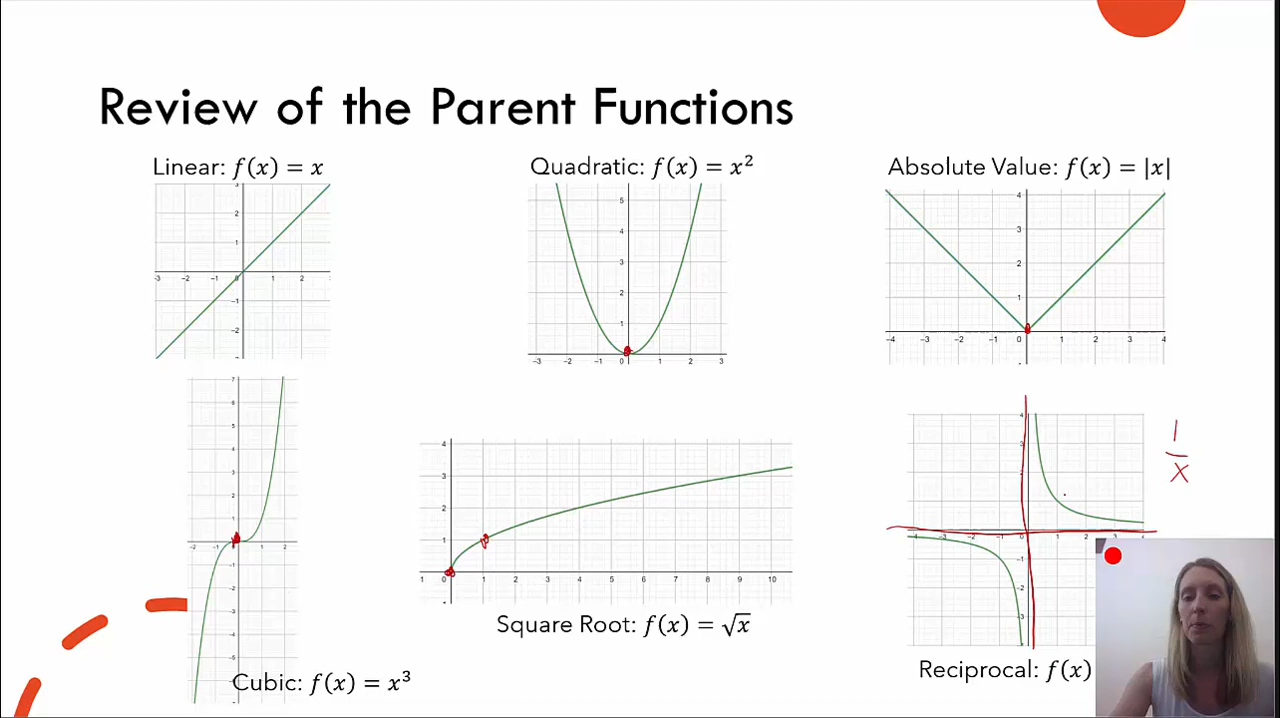 Review of the Parent Functions
Linear: f(x) = x
Quadratic: f(x) = x²
Absolute Value: f(x) = |x|
Cubic: f(x) = x³
Square Root: f(x) = √x
Reciprocal: f(x)
1
x